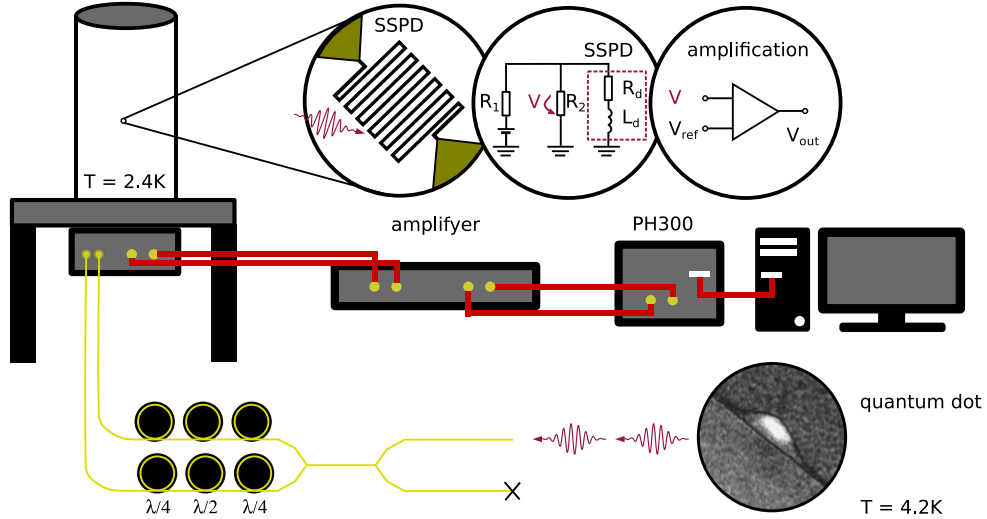 SSPD
SSPD
amplification
R1
V
R2
Rd
Ld
V
Vref
Vout
T = 2.4K
amplifyer
PH300
quantum dot
λ/4
λ/2
λ/4
T = 4.2K